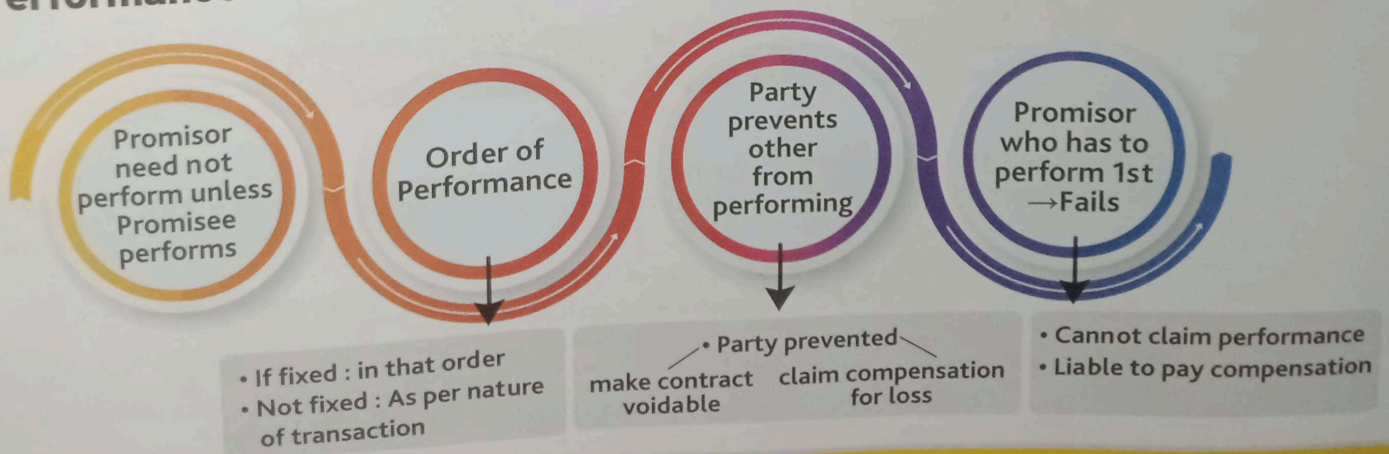 Promisor
need not
perform unless
Promisee
performs
Order of
Performance
Party
prevents
other
from
performing
Promisor
who has to
perform 1st
→Fails
• If fixed : in that order
• Not fixed : As per nature
of transaction
• Party prevented
make contract
voidable
claim compensation
for loss
• Cannot claim performance
• Liable to pay compensation